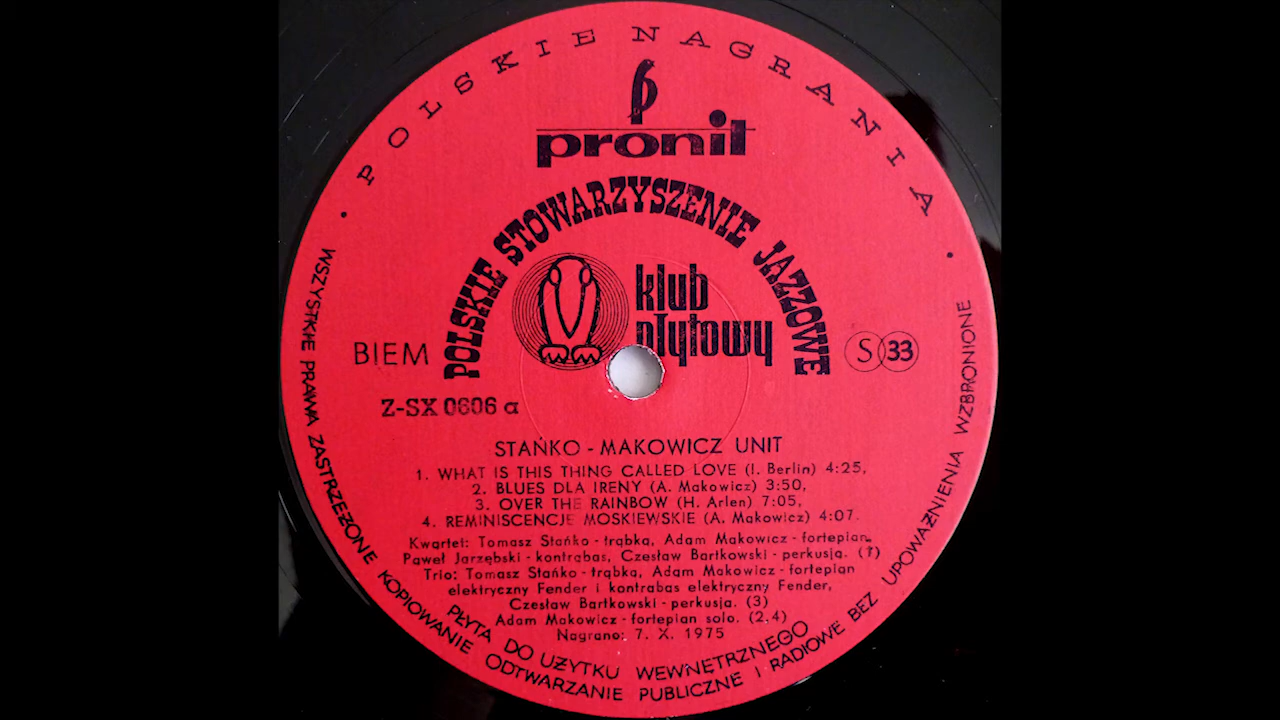 • POLSKIE NAGRANIA •
pronit
POLSKIE STOWARZYSZENIE JAZZOWE
klub
płytowy
BIEM
S 33
Z-SX 0606 a
STAŃKO - MAKOWICZ UNIT
1. WHAT IS THIS THING CALLED LOVE (I. Berlin) 4:25,
2. BLUES DLA IRENY (A. Makowicz) 3:50,
3. OVER THE RAINBOW (H. Arlen) 7:05,
4. REMINISCENCJE MOSKIEWSKIE (A. Makowicz) 4:07.
Kwartet: Tomasz Stańko - trąbka, Adam Makowicz - fortepian,
Paweł Jarzębski - kontrabas, Czesław Bartkowski - perkusja. (1)
Trio: Tomasz Stańko - trąbka, Adam Makowicz - fortepian
elektryczny Fender i kontrabas elektryczny Fender,
Czesław Bartkowski - perkusja. (3)
Adam Makowicz - fortepian solo. (2,4)
Nagrano: 7. X. 1975
PŁYTA DO UŻYTKU WEWNĘTRZNEGO
WSZYSTKIE PRAWA ZASTRZEŻONE KOPIOWANIE ODTWARZANIE PUBLICZNE I RADIOWE BEZ UPOWAŻNIENIA WZBRONIONE